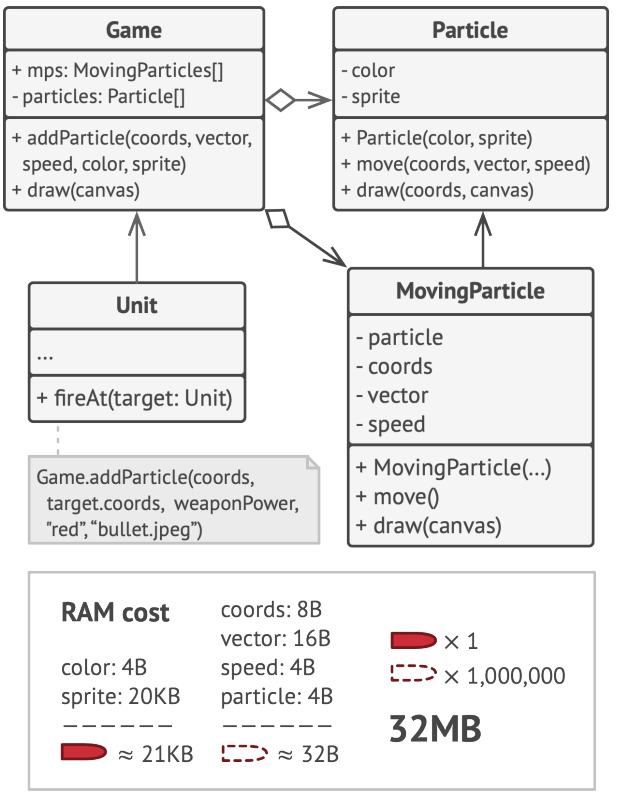 Game
+ mps: MovingParticles[]
- particles: Particle[]
+ addParticle(coords, vector,
speed, color, sprite)
+ draw(canvas)
Particle
- color
- sprite
+ Particle(color, sprite)
+ move(coords, vector, speed)
+ draw(coords, canvas)
Unit
...
+ fireAt(target: Unit)
Game.addParticle(coords,
target.coords, weaponPower,
"red",“bullet.jpeg”)
MovingParticle
- particle
- coords
- vector
- speed
+ MovingParticle(...)
+ move()
+ draw(canvas)
RAM cost
color: 4B
sprite: 20KB
——————
≈ 21KB
coords: 8B
vector: 16B
speed: 4B
particle: 4B
——————
≈ 32B
× 1
× 1,000,000
32MB